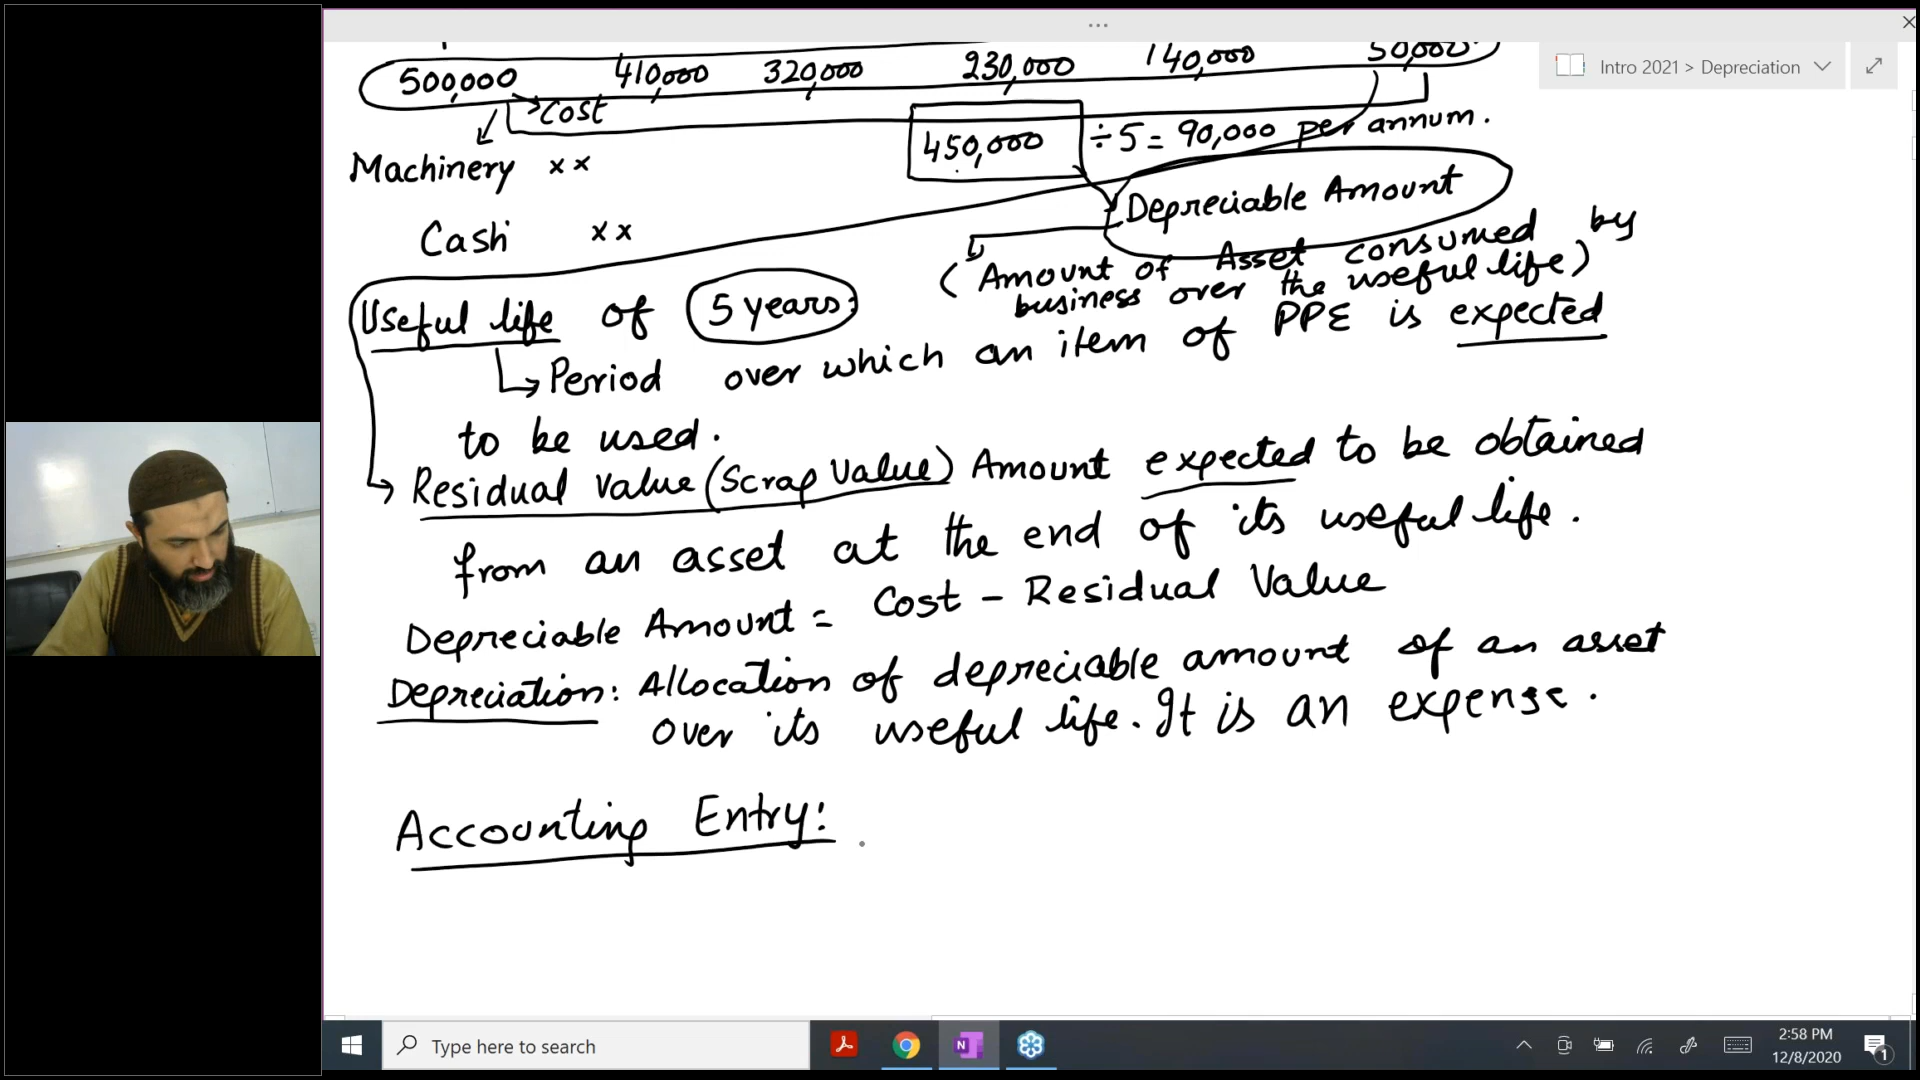 Intro 2021 > Depreciation
500,000 410,000 320,000 230,000 140,000 50,000
Cost
450,000 ÷ 5 = 90,000 per annum.
Machinery xx
Depreciable Amount
Cash xx
(Amount of Asset consumed by
business over the useful life)
Useful life of 5 years:
Period over which an item of PPE is expected
to be used.
Residual Value (Scrap Value) Amount expected to be obtained
from an asset at the end of its useful life.
Depreciable Amount = Cost - Residual Value
Depreciation: Allocation of depreciable amount of an asset
over its useful life. It is an expense.
Accounting Entry:
Type here to search
N
2:58 PM
12/8/2020
1